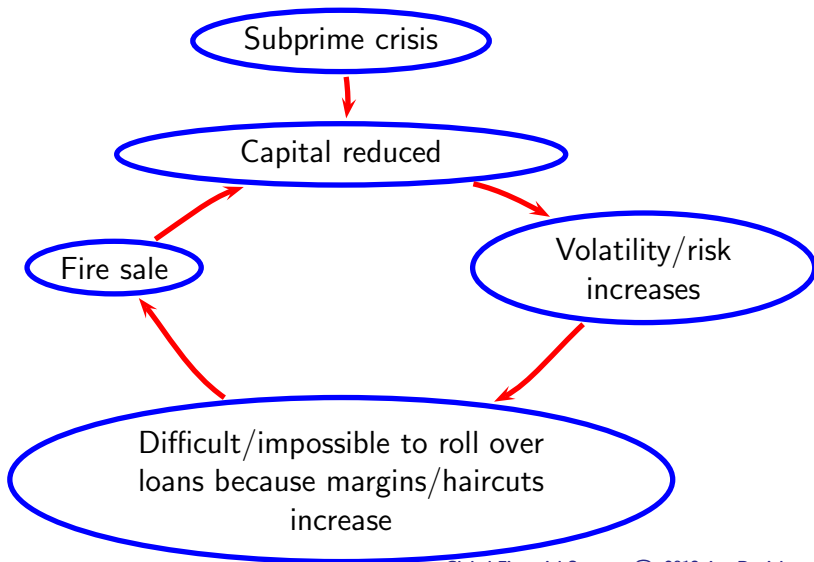 Subprime crisis
Capital reduced
Volatility/risk
increases
Fire sale
Difficult/impossible to roll over
loans because margins/haircuts
increase